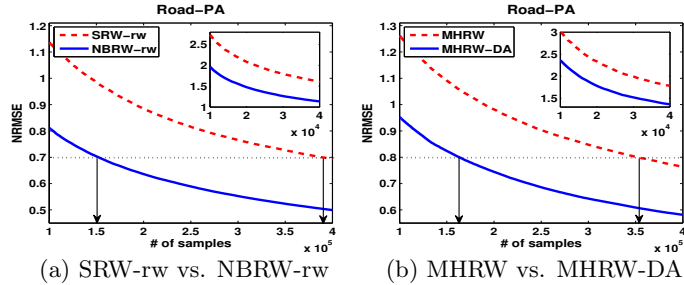 Road-PA
SRW-rw
NBRW-rw
NRMSE
1.2
1.1
1
0.9
0.8
0.7
0.6
0.5
1 1.5 2 2.5 3 3.5 4
# of samples
x 10^5
2.5
2
1.5
1
1 2 3 4
x 10^4
(a) SRW-rw vs. NBRW-rw
Road-PA
MHRW
MHRW-DA
NRMSE
1.3
1.2
1.1
1
0.9
0.8
0.7
0.6
1 1.5 2 2.5 3 3.5 4
# of samples
x 10^5
3
2.5
2
1.5
1 2 3 4
x 10^4
(b) MHRW vs. MHRW-DA